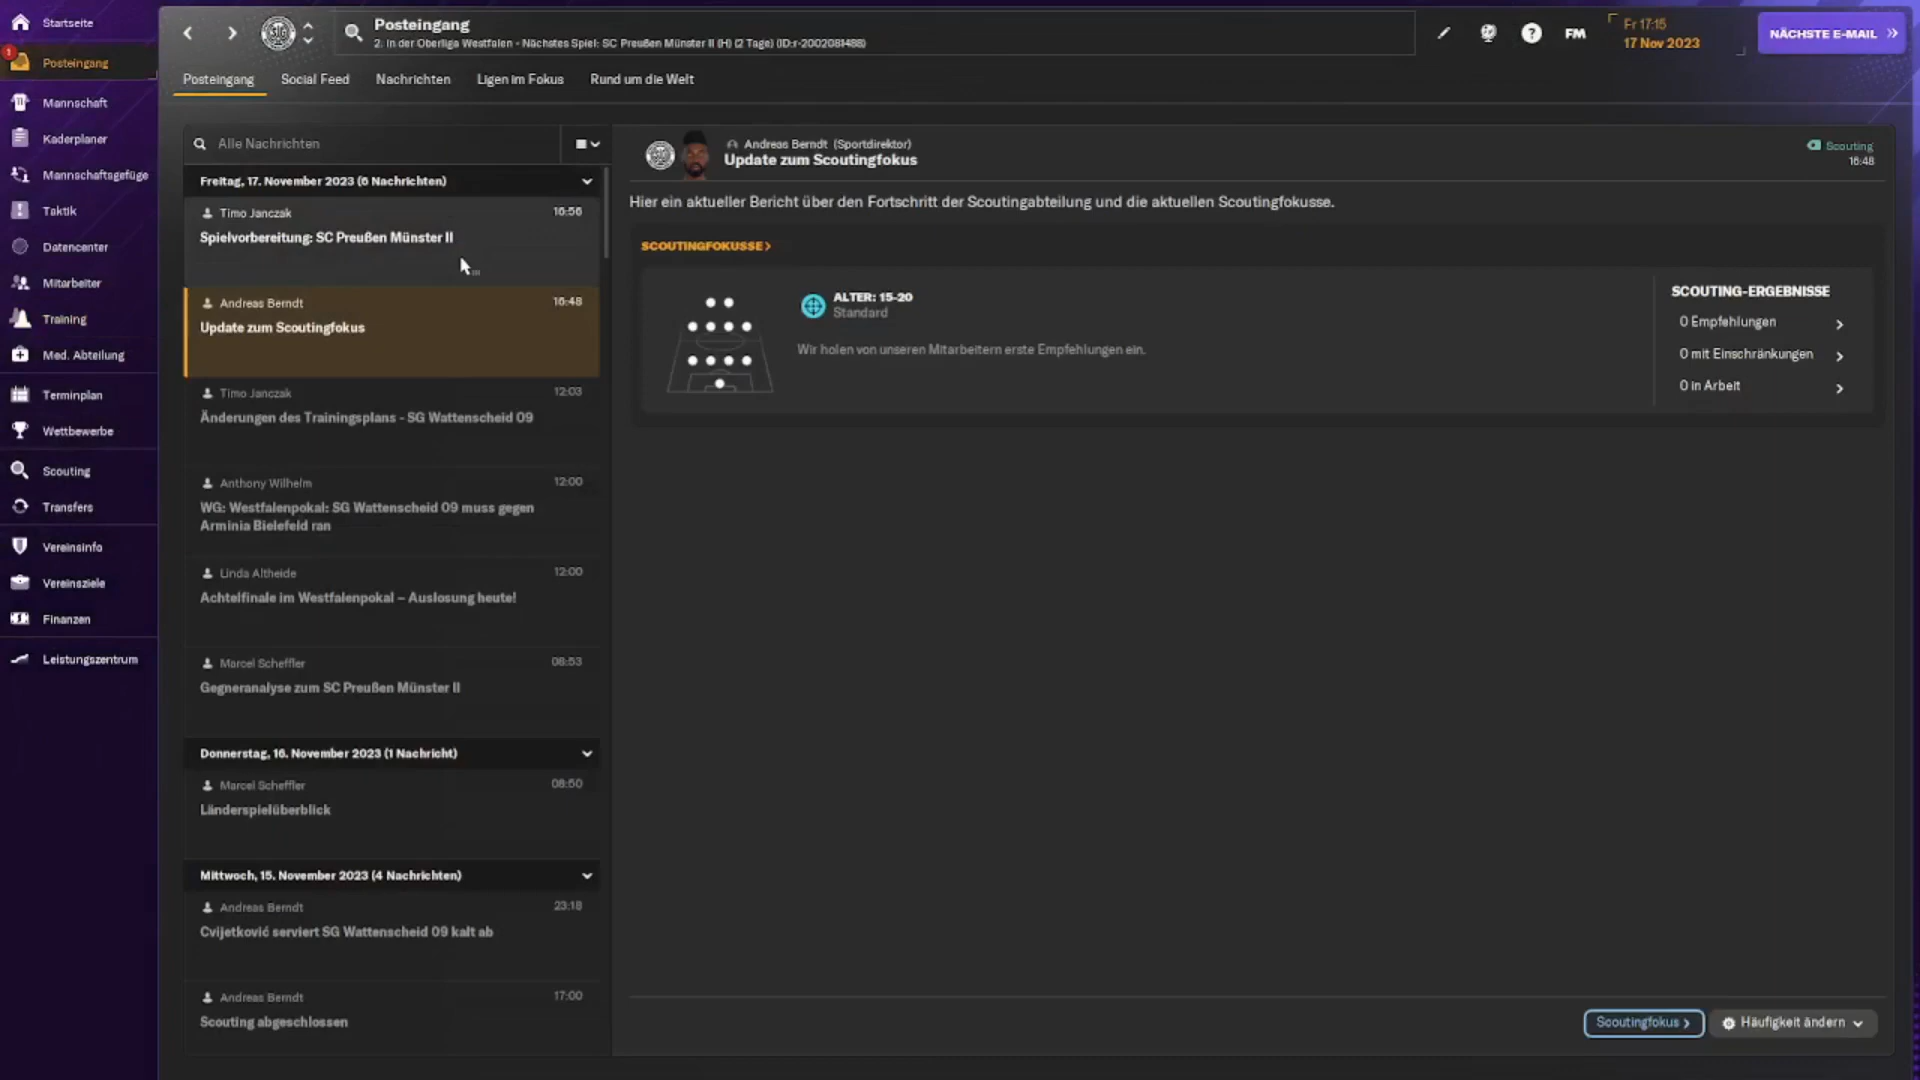 Startseite
1
Posteingang
Mannschaft
Kaderplaner
Mannschaftsgefüge
Taktik
Datencenter
Mitarbeiter
Training
Med. Abteilung
Terminplan
Wettbewerbe
Scouting
Transfers
Vereinsinfo
Vereinsziele
Finanzen
Leistungszentrum
Posteingang
2. in der Oberliga Westfalen - Nächstes Spiel: SC Preußen Münster II (H) (2 Tage) (ID:r-2002081488)
FM
Fr 17:15
17 Nov 2023
NÄCHSTE E-MAIL
Posteingang Social Feed Nachrichten Ligen im Fokus Rund um die Welt
Alle Nachrichten
Freitag, 17. November 2023 (6 Nachrichten)
Timo Janczak 16:56
Spielvorbereitung: SC Preußen Münster II
Andreas Berndt 16:48
Update zum Scoutingfokus
Timo Janczak 12:03
Änderungen des Trainingsplans - SG Wattenscheid 09
Anthony Wilhelm 12:00
WG: Westfalenpokal: SG Wattenscheid 09 muss gegen
Arminia Bielefeld ran
Linda Altheide 12:00
Achtelfinale im Westfalenpokal – Auslosung heute!
Marcel Scheffler 08:53
Gegneranalyse zum SC Preußen Münster II
Donnerstag, 16. November 2023 (1 Nachricht)
Marcel Scheffler 08:50
Länderspielüberblick
Mittwoch, 15. November 2023 (4 Nachrichten)
Andreas Berndt 23:18
Cvijetković serviert SG Wattenscheid 09 kalt ab
Andreas Berndt 17:00
Scouting abgeschlossen
Andreas Berndt (Sportdirektor)
Update zum Scoutingfokus
Scouting
16:48
Hier ein aktueller Bericht über den Fortschritt der Scoutingabteilung und die aktuellen Scoutingfokusse.
SCOUTINGFOKUSSE
ALTER: 15-20
Standard
Wir holen von unseren Mitarbeitern erste Empfehlungen ein.
SCOUTING-ERGEBNISSE
0 Empfehlungen
0 mit Einschränkungen
0 in Arbeit
Scoutingfokus
Häufigkeit ändern